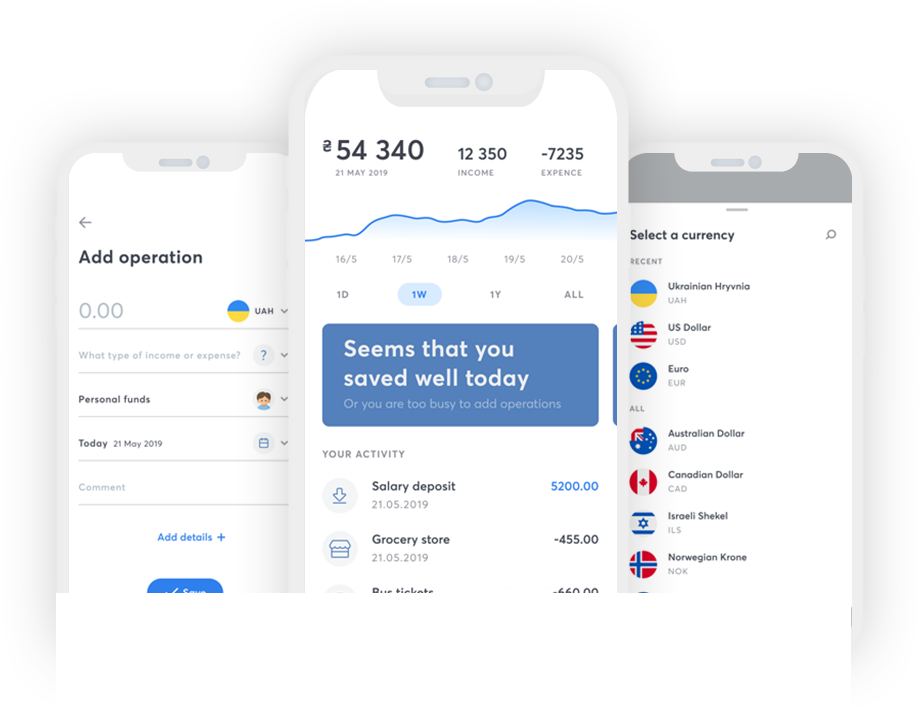 Add operation
0.00
UAH
What type of income or expense?
?
Personal funds
Today 21 May 2019
Comment
Add details +
Save
₴ 54 340
21 MAY 2019
12 350
INCOME
-7235
EXPENCE
16/5 17/5 18/5 19/5 20/5
1D 1W 1Y ALL
Seems that you
saved well today
Or you are too busy to add operations
YOUR ACTIVITY
Salary deposit 5200.00
21.05.2019
Grocery store -455.00
21.05.2019
Bus tickets -660.00
Select a currency
RECENT
Ukrainian Hryvnia
UAH
US Dollar
USD
Euro
EUR
ALL
Australian Dollar
AUD
Canadian Dollar
CAD
Israeli Shekel
ILS
Norwegian Krone
NOK